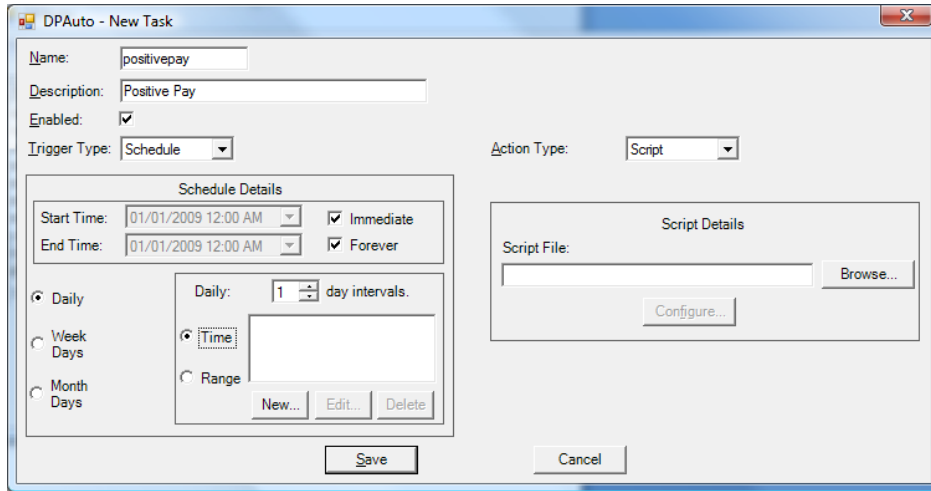 DPAuto - New Task
Name: positivepay
Description: Positive Pay
Enabled:
Trigger Type: Schedule
Action Type: Script
Schedule Details
Start Time: 01/01/2009 12:00 AM Immediate
End Time: 01/01/2009 12:00 AM Forever
Script Details
Script File:
Browse...
Configure...
Daily
Week Days
Month Days
Daily: 1 day intervals.
Time
Range
New... Edit... Delete
Save Cancel